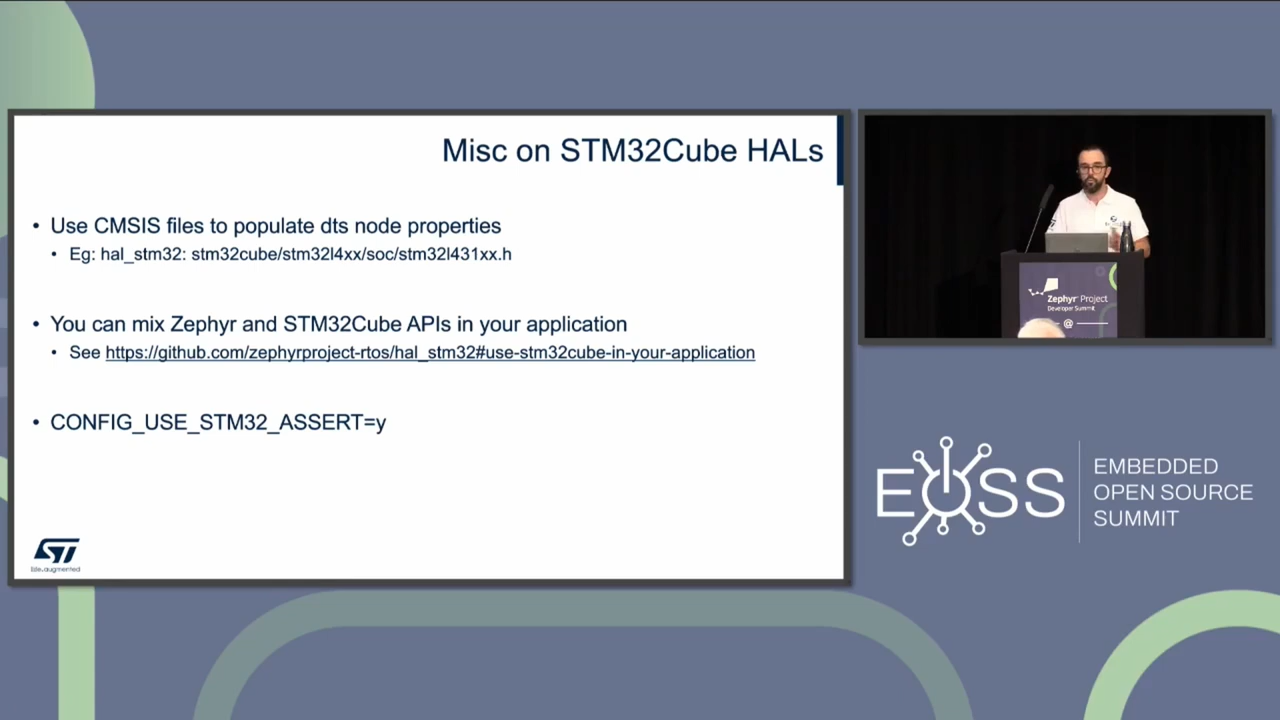 Misc on STM32Cube HALs
• Use CMSIS files to populate dts node properties
• Eg: hal_stm32: stm32cube/stm32l4xx/soc/stm32l431xx.h
• You can mix Zephyr and STM32Cube APIs in your application
• See https://github.com/zephyrproject-rtos/hal_stm32#use-stm32cube-in-your-application
• CONFIG_USE_STM32_ASSERT=y
ST
life.augmented
Zephyr Project
Developer Summit
@
EOSS
EMBEDDED
OPEN SOURCE
SUMMIT